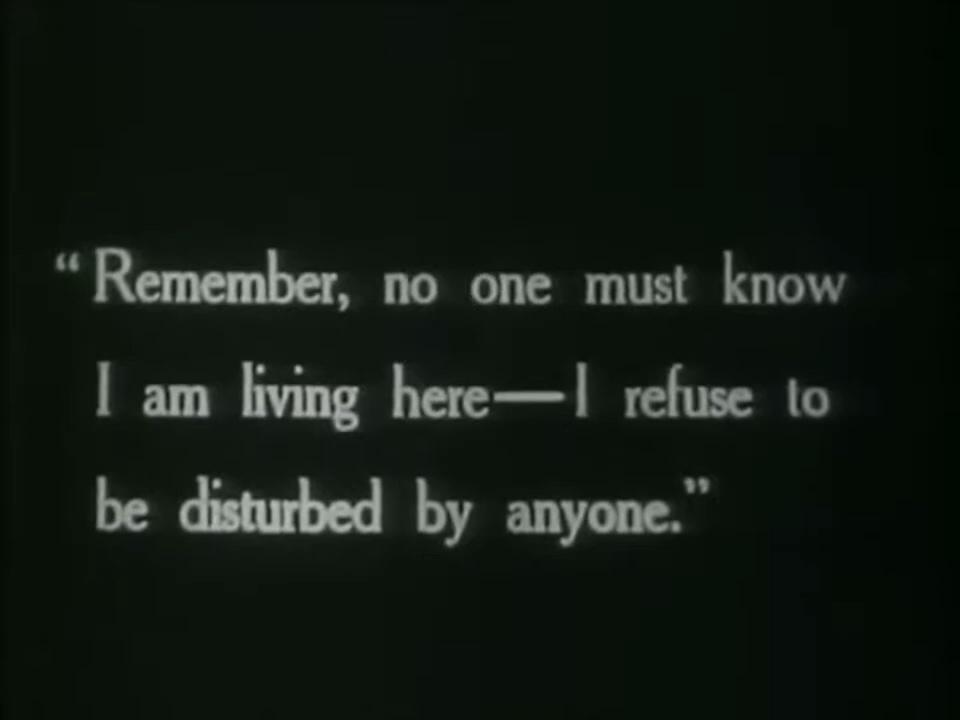 “Remember, no one must know
I am living here—I refuse to
be disturbed by anyone.”